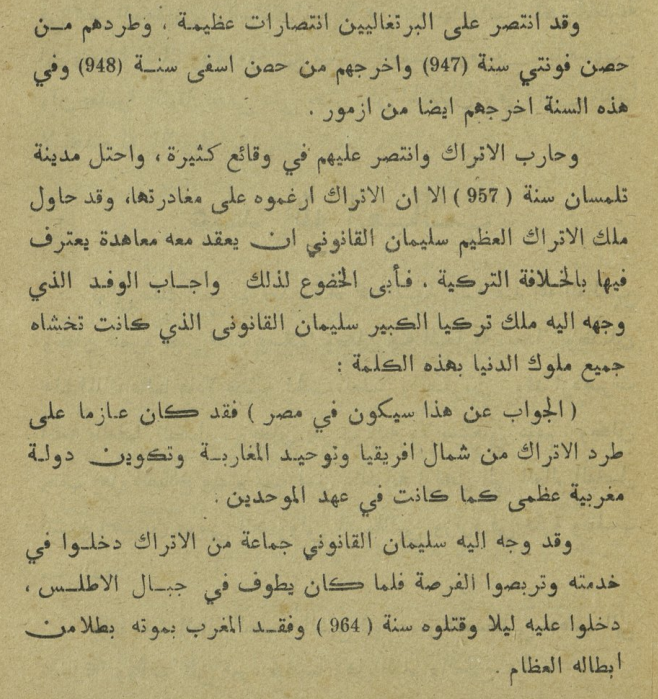 وقد انتصر على البرتغاليين انتصارات عظيمة ، وطردهم من
حصن فونتي سنة (947) واخرجهم من حصن اسفى سنة (948) وفي
هذه السنة اخرجهم ايضا من ازمور .
وحارب الاتراك وانتصر عليهم في وقائع كثيرة ، واحتل مدينة
تلمسان سنة ( 957 ) الا ان الاتراك ارغموه على مغادرتها، وقد حاول
ملك الاتراك العظيم سليمان القانوني ان يعقد معه معاهدة يعترف
فيها بالخلافة التركية . فأبى الخضوع لذلك واجاب الوفد الذي
وجهه اليه ملك تركيا الكبير سليمان القانونى الذي كانت تخشاه
جميع ملوك الدنيا بهذه الكلمة :
( الجواب عن هذا سيكون في مصر ) فقد كان عازما على
طرد الاتراك من شمال افريقيا وتوحيد المغاربة وتكوين دولة
مغربية عظمى كما كانت في عهد الموحدين .
وقد وجه اليه سليمان القانوني جماعة من الاتراك دخلوا في
خدمته وتربصوا الفرصة فلما كان يطوف في جبال الاطلس ،
دخلوا عليه ليلا وقتلوه سنة ( 964 ) وفقد المغرب بموته بطلا من
ابطاله العظام .